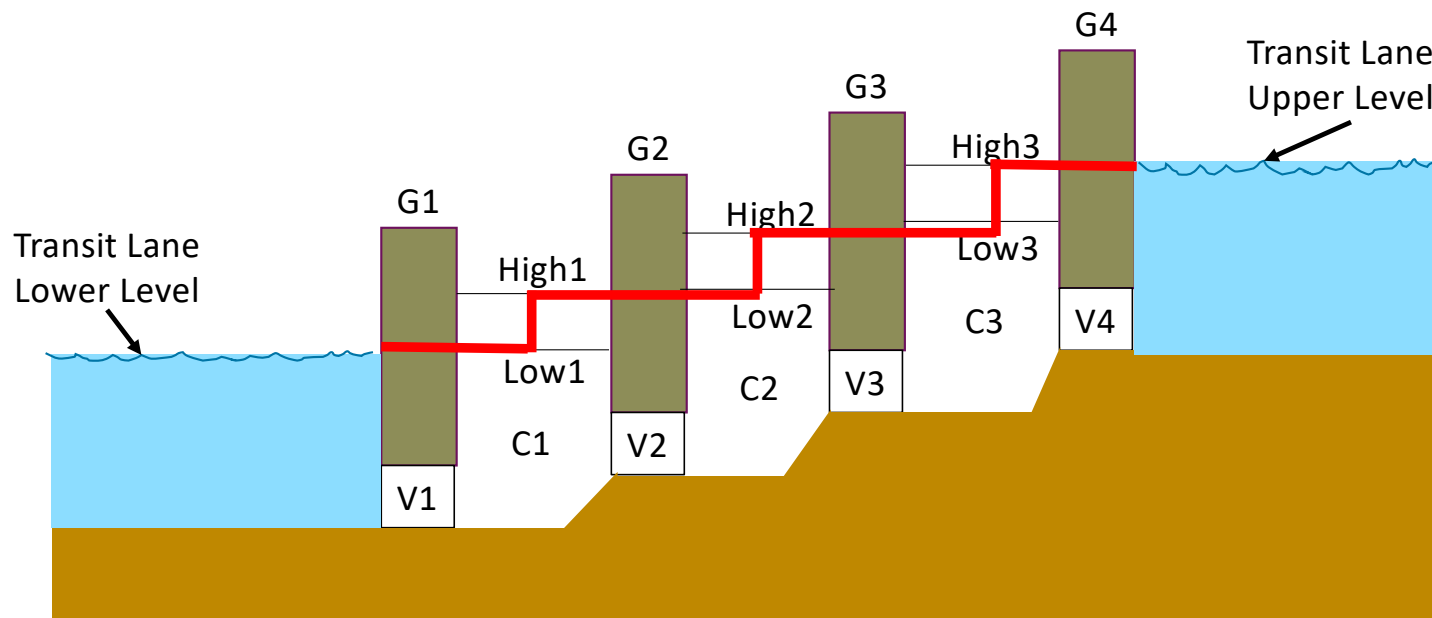 G4
Transit Lane
Upper Level
G3
High3
G2
High2
G1
Low3
Transit Lane
Lower Level
High1
Low2
C3
V4
Low1
C2
V3
C1
V2
V1